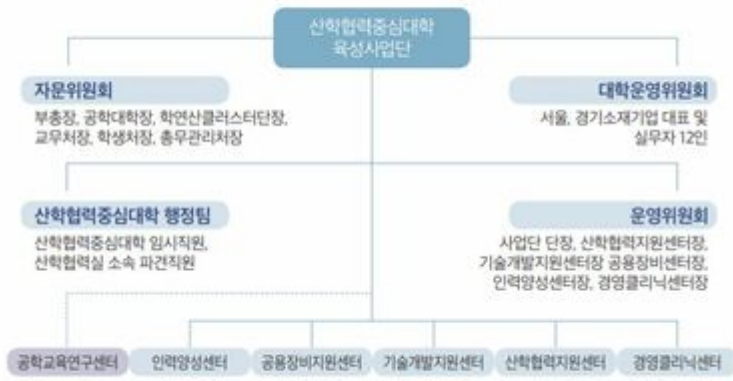 산학협력중심대학
육성사업단
자문위원회
부총장, 공학대학장, 학연산클러스터단장,
교무처장, 학생처장, 총무관리처장
대학운영위원회
서울, 경기소재기업 대표 및
실무자 12인
산학협력중심대학 행정팀
산학협력중심대학 임시직원,
산학협력실 소속 파견직원
운영위원회
사업단 단장, 산학협력지원센터장,
기술개발지원센터장 공용장비센터장,
인력양성센터장, 경영클리닉센터장
공학교육연구센터
인력양성센터
공용장비지원센터
기술개발지원센터
산학협력지원센터
경영클리닉센터